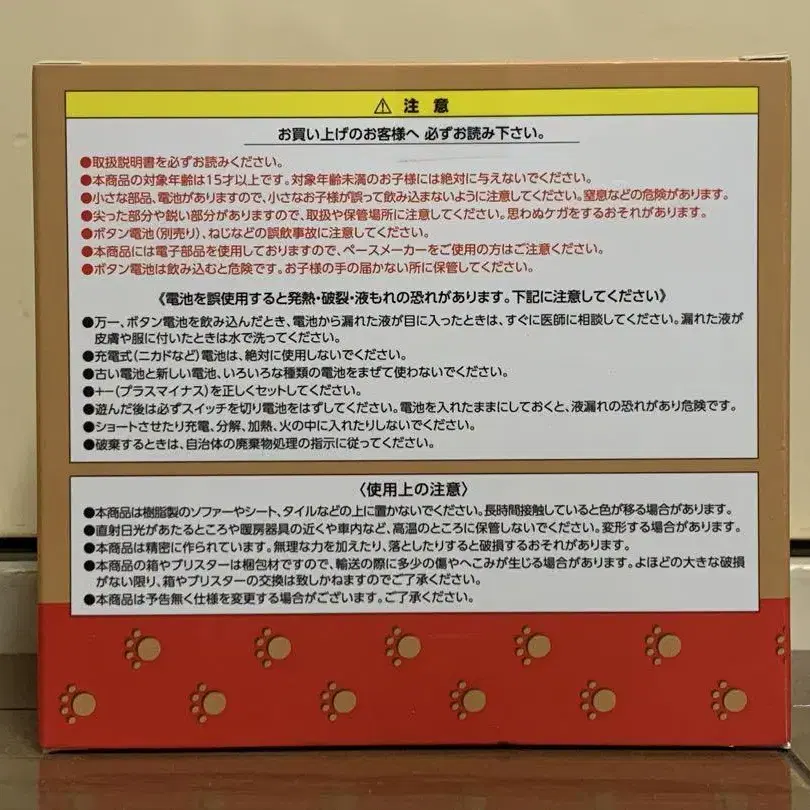 ⚠ 注意
お買い上げのお客様へ 必ずお読み下さい。
●取扱説明書を必ずお読みください。
●本商品の対象年齢は15才以上です。対象年齢未満のお子様には絶対に与えないでください。
●小さな部品、電池がありますので、小さなお子様が誤って飲み込まないように注意してください。窒息などの危険があります。
●尖った部分や鋭い部分がありますので、取扱や保管場所に注意してください。思わぬケガをするおそれがあります。
●ボタン電池(別売り)、ねじなどの誤飲事故に注意してください。
●本商品には電子部品を使用しておりますので、ペースメーカーをご使用の方はご注意ください。
●ボタン電池は飲み込むと危険です。お子様の手の届かない所に保管してください。
《電池を誤使用すると発熱・破裂・液もれの恐れがあります。下記に注意してください》
●万一、ボタン電池を飲み込んだとき、電池から漏れた液が目に入ったときは、すぐに医師に相談してください。漏れた液が
皮膚や服に付いたときは水で洗ってください。
●充電式(ニカドなど)電池は、絶対に使用しないでください。
●古い電池と新しい電池、いろいろな種類の電池をまぜて使わないでください。
●+−(プラスマイナス)を正しくセットしてください。
●遊んだ後は必ずスイッチを切り電池をはずしてください。電池を入れたままにしておくと、液漏れの恐れがあり危険です。
●ショートさせたり充電、分解、加熱、火の中に入れたりしないでください。
●破棄するときは、自治体の廃棄物処理の指示に従ってください。
〈使用上の注意〉
●本商品は樹脂製のソファーやシート、タイルなどの上に置かないでください。長時間接触していると色が移る場合があります。
●直射日光があたるところや暖房器具の近くや車内など、高温のところに保管しないでください。変形する場合があります。
●本商品は精密に作られています。無理な力を加えたり、落としたりすると破損するおそれがあります。
●本商品の箱やブリスターは梱包材ですので、輸送の際に多少の傷やへこみが生じる場合があります。よほどの大きな破損
がない限り、箱やブリスターの交換は致しかねますのでご了承ください。
●本商品は予告無く仕様を変更する場合がございます。ご了承ください。